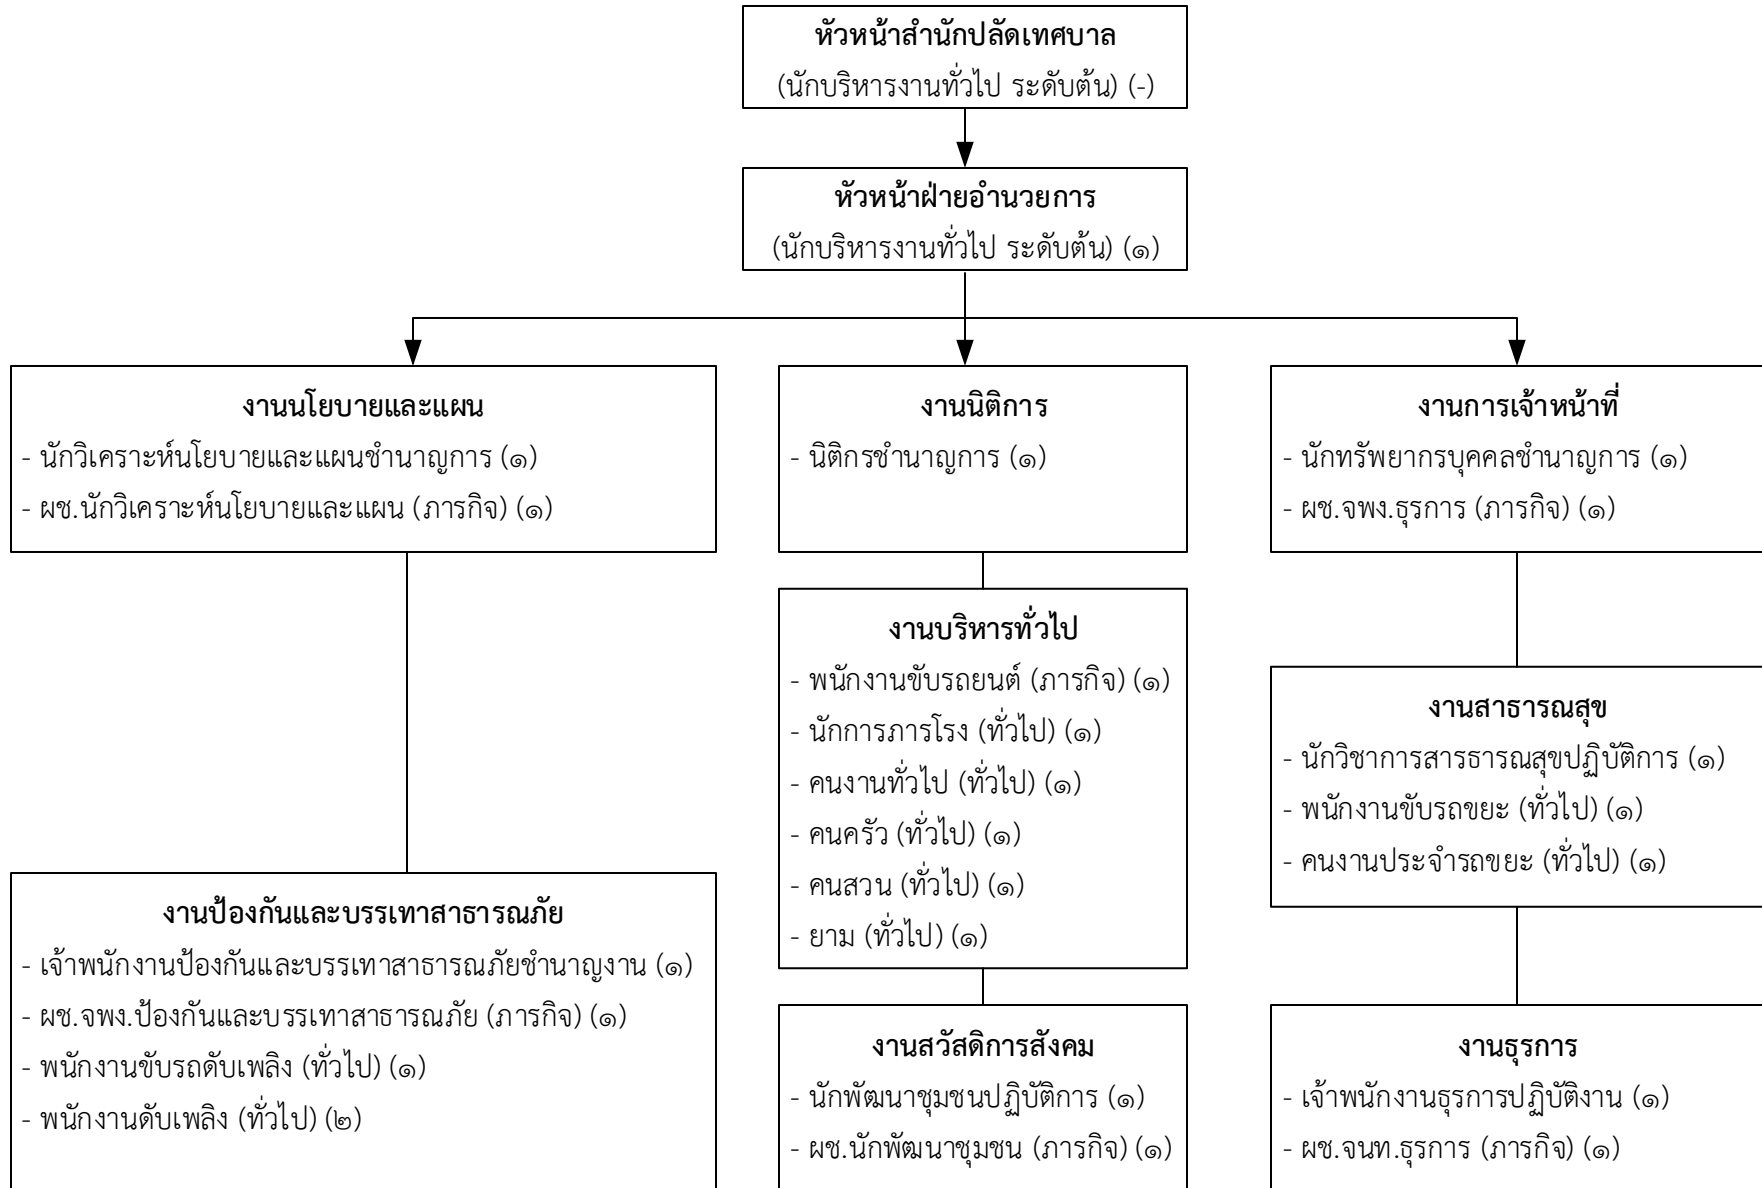 หัวหน้าสำนักปลัดเทศบาล
(นักบริหารงานทั่วไป ระดับต้น) (-)
หัวหน้าฝ่ายอำนวยการ
(นักบริหารงานทั่วไป ระดับต้น) (๑)
งานนโยบายและแผน
- นักวิเคราะห์นโยบายและแผนชำนาญการ (๑)
- ผช.นักวิเคราะห์นโยบายและแผน (ภารกิจ) (๑)
งานนิติการ
- นิติกรชำนาญการ (๑)
งานการเจ้าหน้าที่
- นักทรัพยากรบุคคลชำนาญการ (๑)
- ผช.จพง.ธุรการ (ภารกิจ) (๑)
งานบริหารทั่วไป
- พนักงานขับรถยนต์ (ภารกิจ) (๑)
- นักการภารโรง (ทั่วไป) (๑)
- คนงานทั่วไป (ทั่วไป) (๑)
- คนครัว (ทั่วไป) (๑)
- คนสวน (ทั่วไป) (๑)
- ยาม (ทั่วไป) (๑)
งานสาธารณสุข
- นักวิชาการสารธารณสุขปฏิบัติการ (๑)
- พนักงานขับรถขยะ (ทั่วไป) (๑)
- คนงานประจำรถขยะ (ทั่วไป) (๑)
งานป้องกันและบรรเทาสาธารณภัย
- เจ้าพนักงานป้องกันและบรรเทาสาธารณภัยชำนาญงาน (๑)
- ผช.จพง.ป้องกันและบรรเทาสาธารณภัย (ภารกิจ) (๑)
- พนักงานขับรถดับเพลิง (ทั่วไป) (๑)
- พนักงานดับเพลิง (ทั่วไป) (๒)
งานสวัสดิการสังคม
- นักพัฒนาชุมชนปฏิบัติการ (๑)
- ผช.นักพัฒนาชุมชน (ภารกิจ) (๑)
งานธุรการ
- เจ้าพนักงานธุรการปฏิบัติงาน (๑)
- ผช.จนท.ธุรการ (ภารกิจ) (๑)